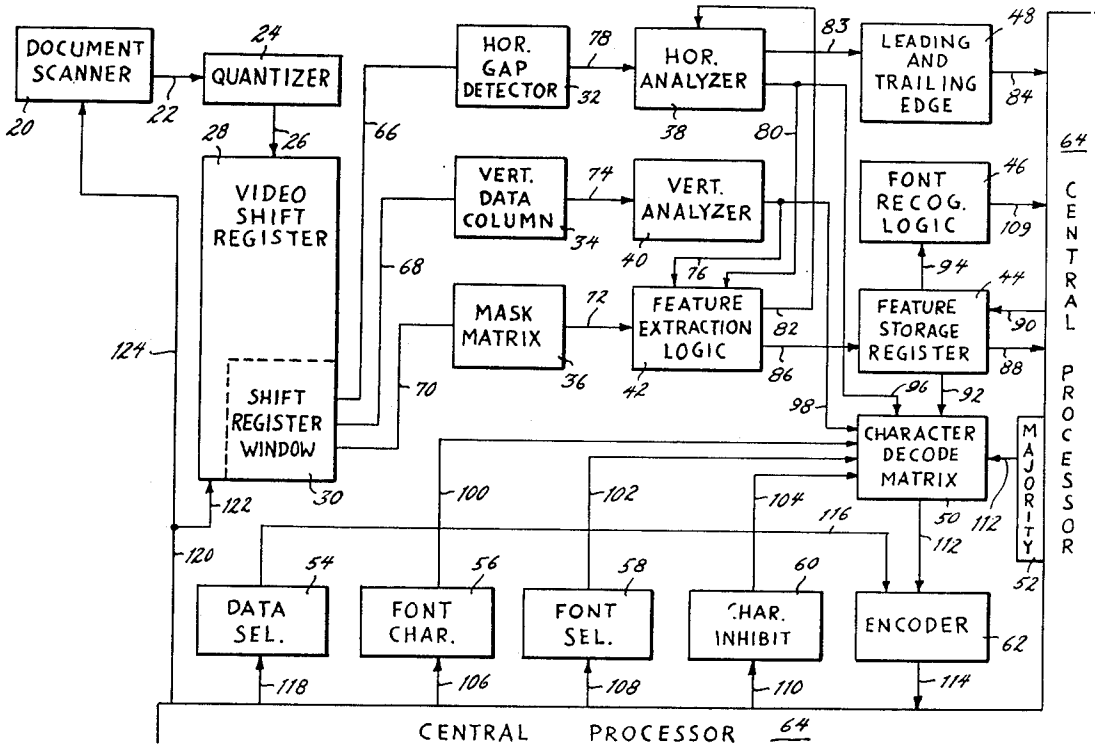 DOCUMENT
SCANNER
20
22
24
QUANTIZER
26
28
VIDEO
SHIFT
REGISTER
SHIFT
REGISTER
WINDOW
30
66
68
70
HOR.
GAP
DETECTOR
32
78
HOR.
ANALYZER
38
83
80
LEADING
AND
TRAILING
EDGE
48
84
VERT.
DATA
COLUMN
34
74
VERT.
ANALYZER
40
76
FONT
RECOG.
LOGIC
46
109
94
MASK
MATRIX
36
72
FEATURE
EXTRACTION
LOGIC
42
82
86
FEATURE
STORAGE
REGISTER
44
90
88
96
92
98
CHARACTER
DECODE
MATRIX
50
112
112
MAJORITY
52
64
CENTRAL PROCESSOR
124
122
120
100
102
104
116
DATA
SEL.
54
FONT
CHAR.
56
FONT
SEL.
58
CHAR.
INHIBIT
60
ENCODER
62
118
106
108
110
114
CENTRAL PROCESSOR 64